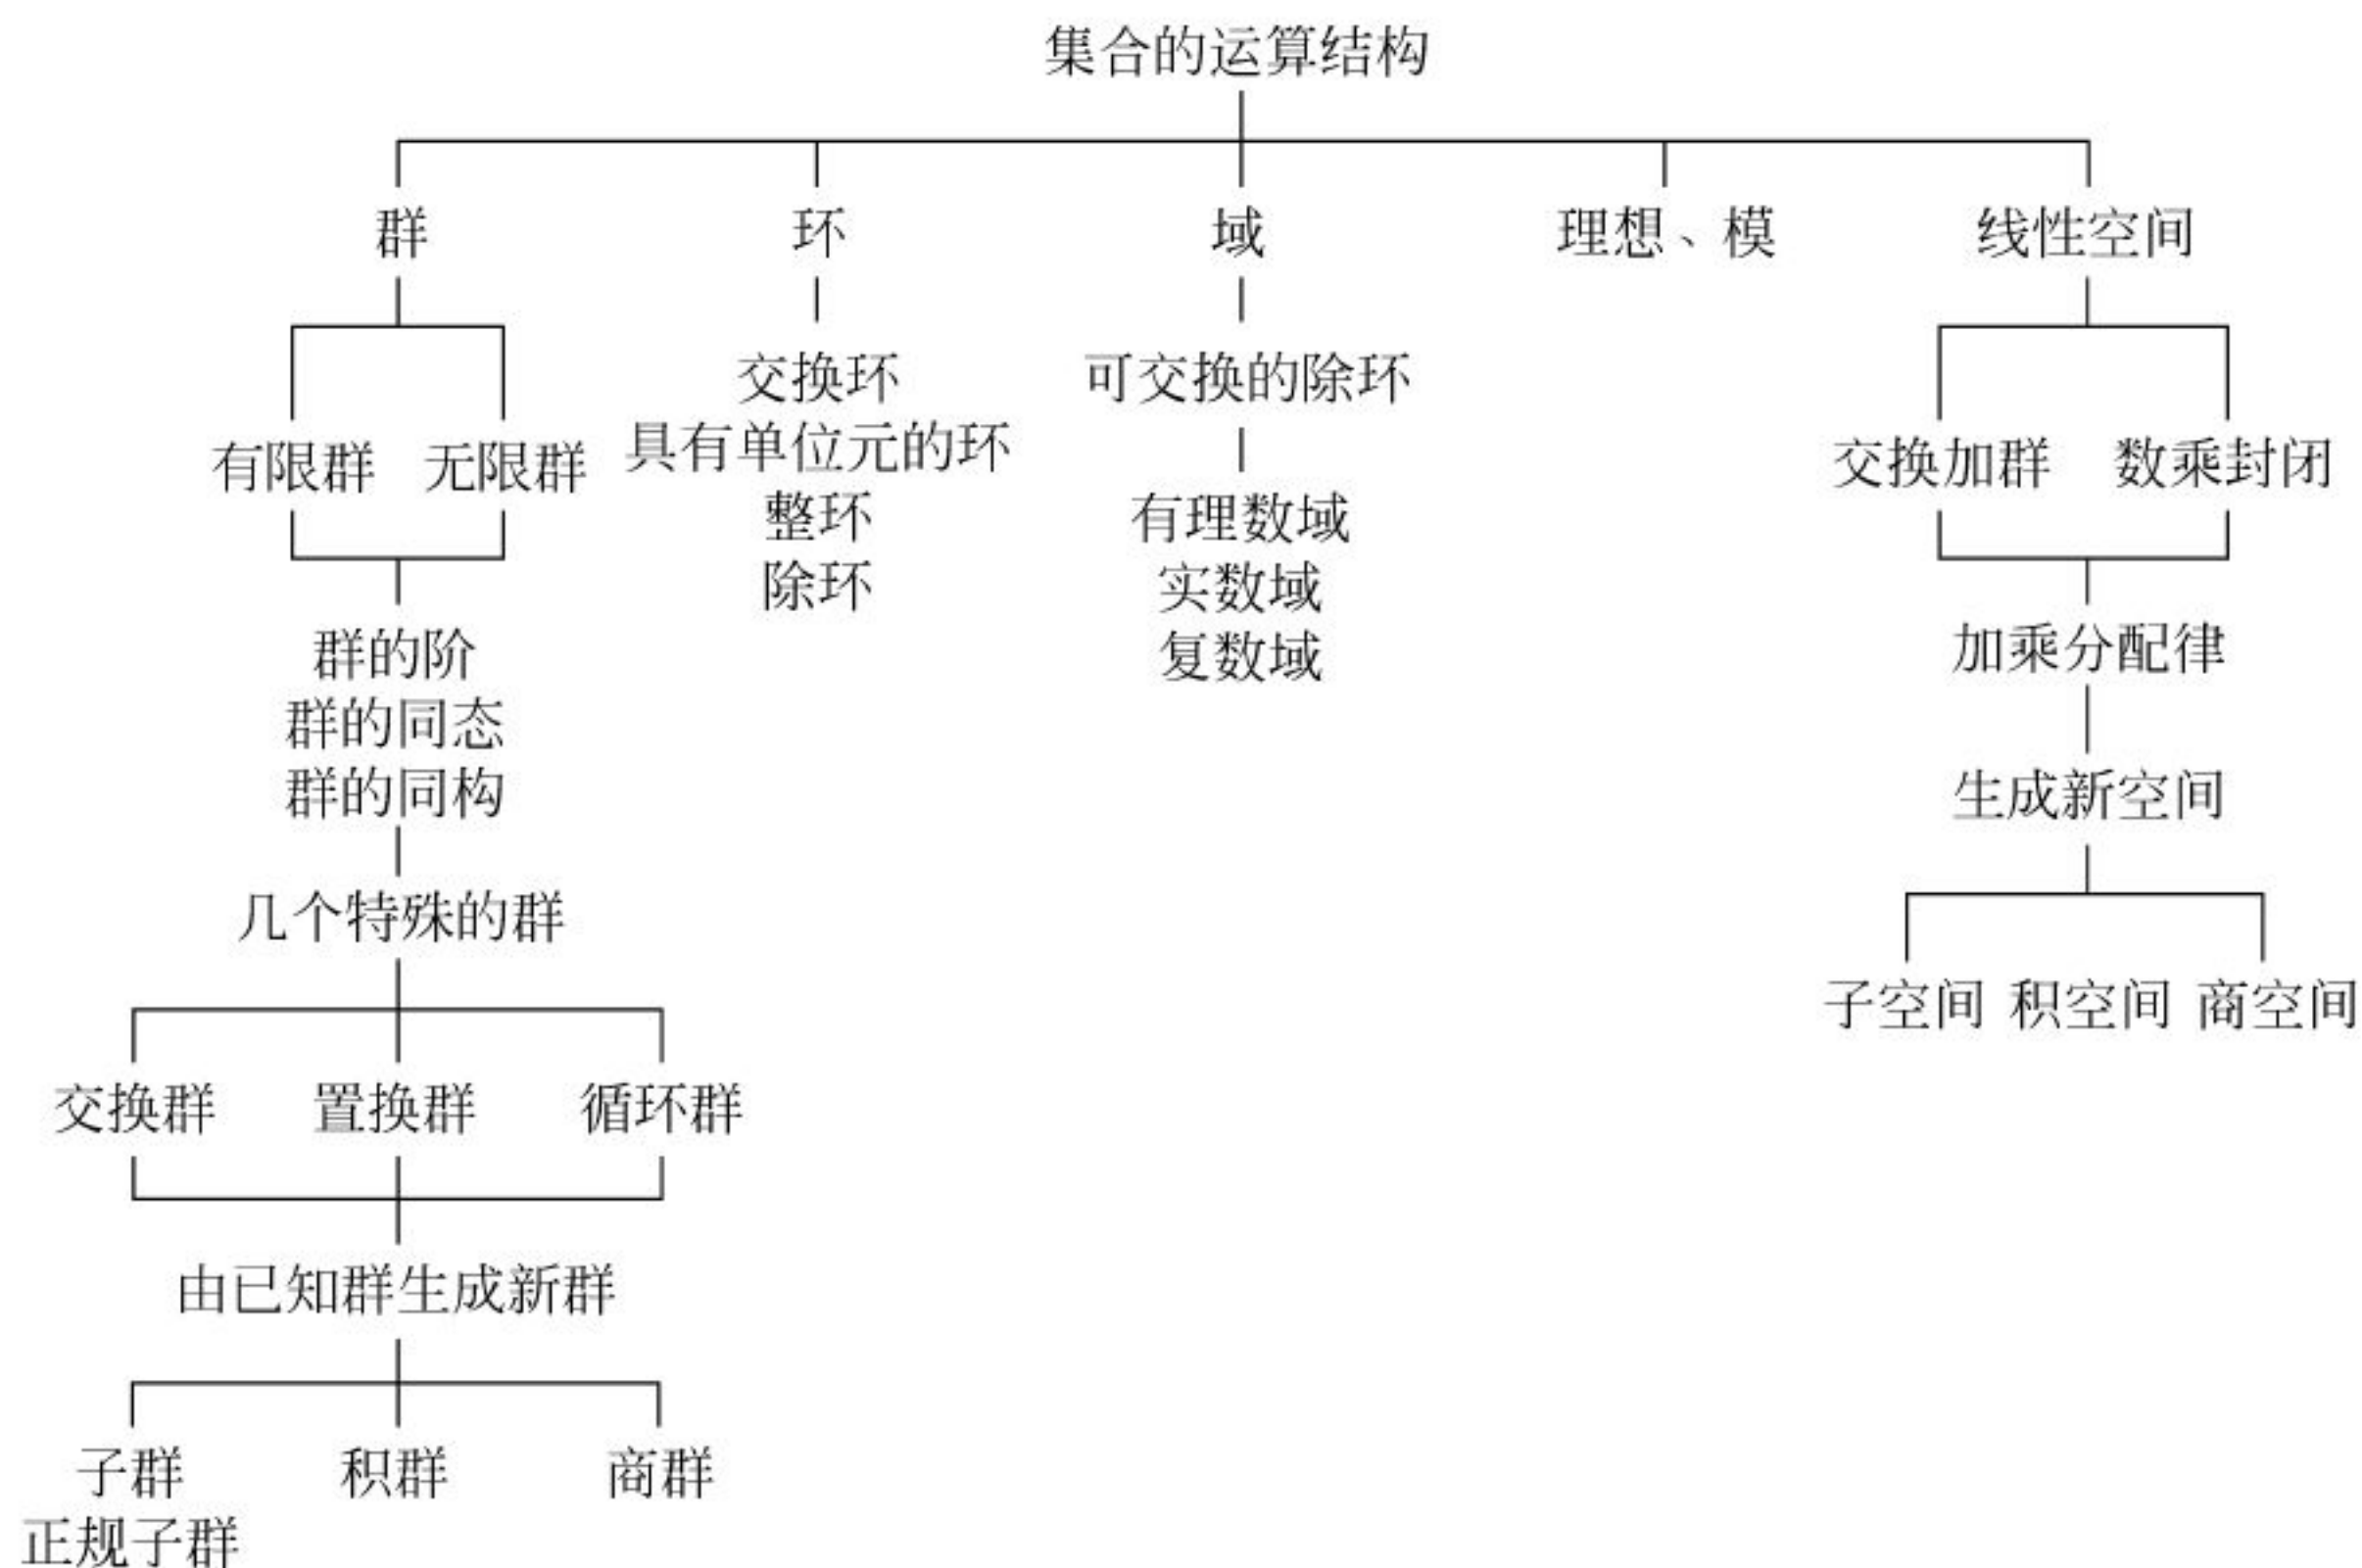 集合的运算结构
群 环 域 理想、模 线性空间
有限群 无限群
群的阶
群的同态
群的同构
几个特殊的群
交换群 置换群 循环群
由已知群生成新群
子群 积群 商群
正规子群
交换环
具有单位元的环
整环
除环
可交换的除环
有理数域
实数域
复数域
交换加群 数乘封闭
加乘分配律
生成新空间
子空间 积空间 商空间